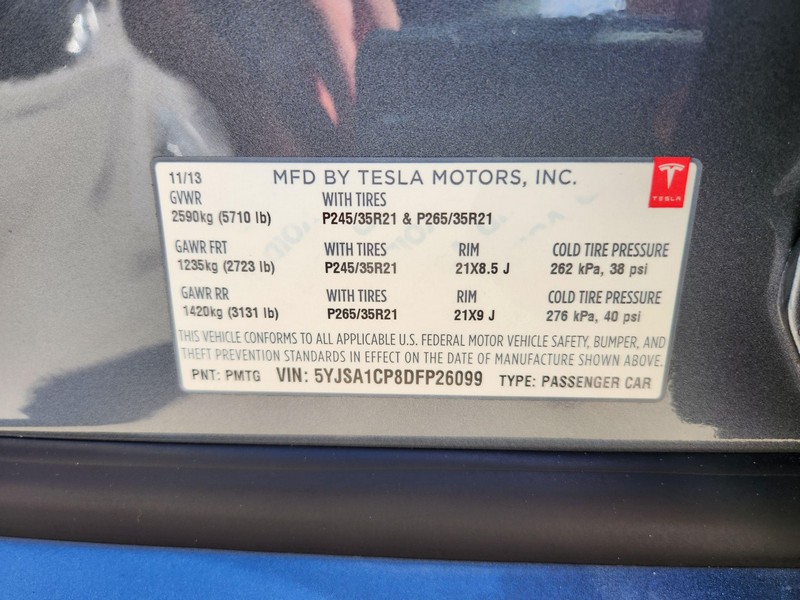 11/13 MFD BY TESLA MOTORS, INC.
TESLA
GVWR WITH TIRES
2590kg (5710 lb) P245/35R21 & P265/35R21
GAWR FRT WITH TIRES RIM COLD TIRE PRESSURE
1235kg (2723 lb) P245/35R21 21X8.5 J 262 kPa, 38 psi
GAWR RR WITH TIRES RIM COLD TIRE PRESSURE
1420kg (3131 lb) P265/35R21 21X9 J 276 kPa, 40 psi
THIS VEHICLE CONFORMS TO ALL APPLICABLE U.S. FEDERAL MOTOR VEHICLE SAFETY, BUMPER, AND
THEFT PREVENTION STANDARDS IN EFFECT ON THE DATE OF MANUFACTURE SHOWN ABOVE.
PNT: PMTG VIN: 5YJSA1CP8DFP26099 TYPE: PASSENGER CAR